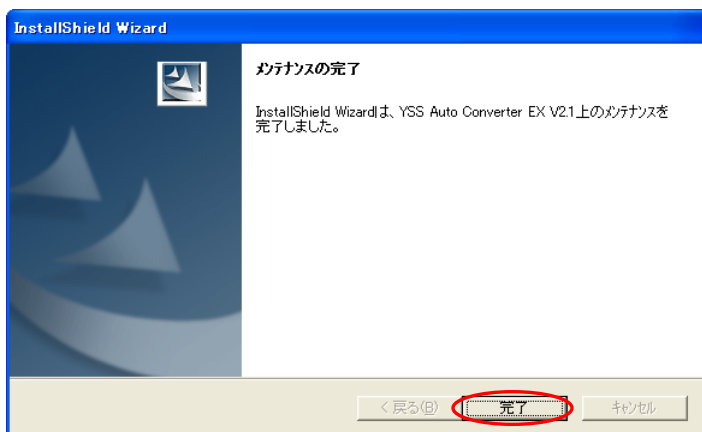 InstallShield Wizard
メンテナンスの完了
InstallShield Wizardは、YSS Auto Converter EX V2.1上のメンテナンスを
完了しました。
< 戻る(B) 完了 キャンセル